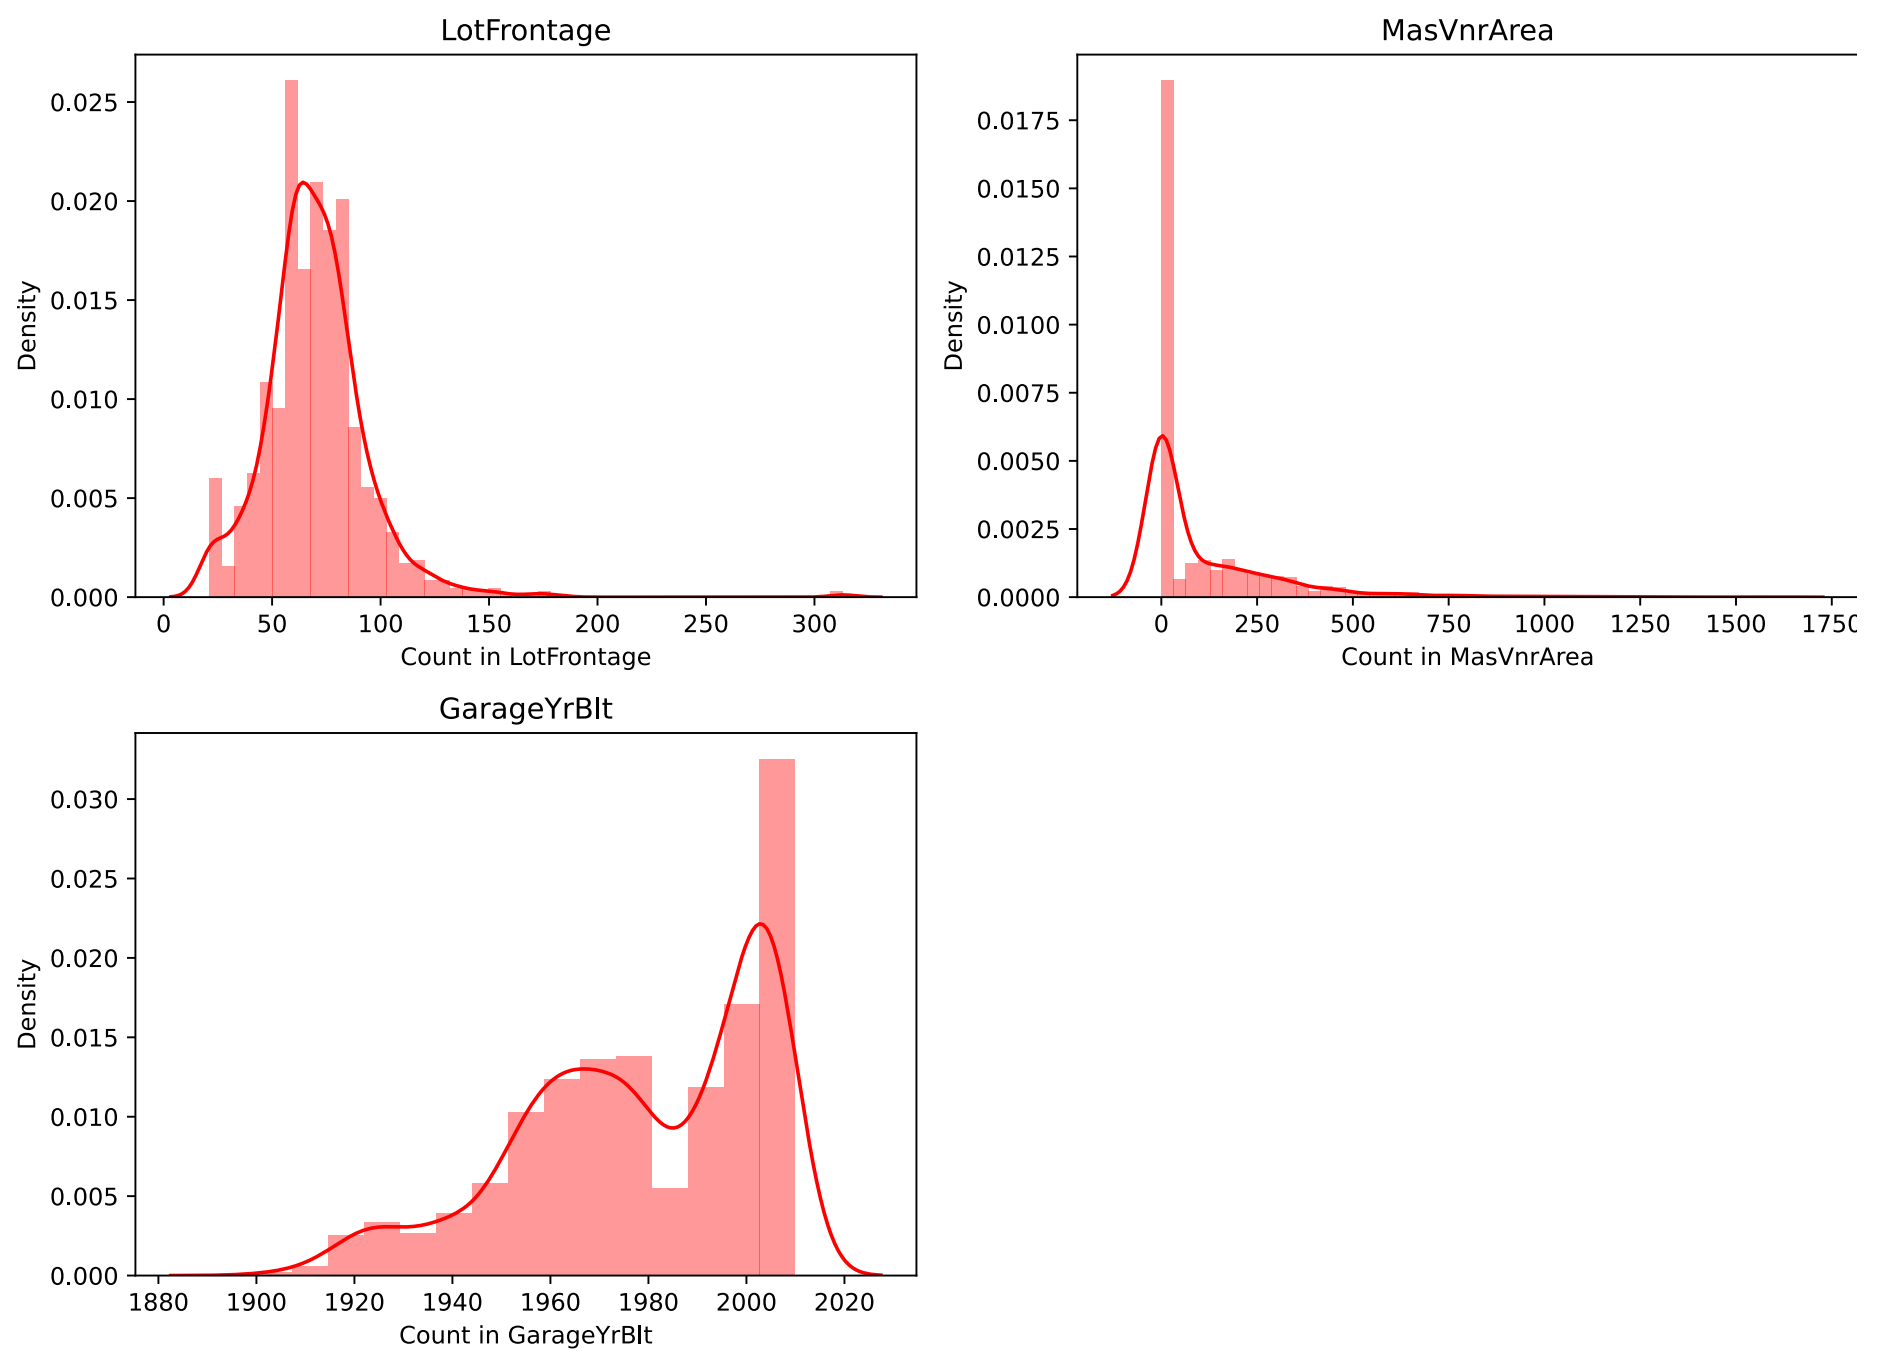 LotFrontage
0.025
0.020
0.015
0.010
0.005
0.000
Density
0 50 100 150 200 250 300
Count in LotFrontage
MasVnrArea
0.0175
0.0150
0.0125
0.0100
0.0075
0.0050
0.0025
0.0000
Density
0 250 500 750 1000 1250 1500 1750
Count in MasVnrArea
GarageYrBlt
0.030
0.025
0.020
0.015
0.010
0.005
0.000
Density
1880 1900 1920 1940 1960 1980 2000 2020
Count in GarageYrBlt